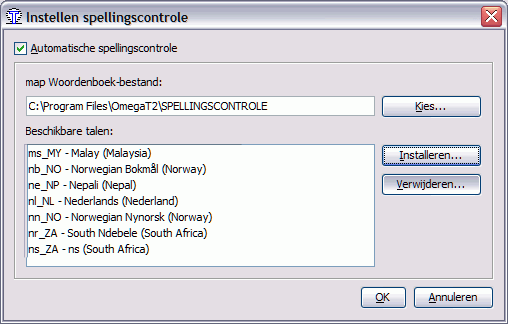 Instellen spellingscontrole
Automatische spellingscontrole
map Woordenboek-bestand:
C:\Program Files\OmegaT2\SPELLINGSCONTROLE
Kies...
Beschikbare talen:
ms_MY - Malay (Malaysia)
nb_NO - Norwegian Bokmål (Norway)
ne_NP - Nepali (Nepal)
nl_NL - Nederlands (Nederland)
nn_NO - Norwegian Nynorsk (Norway)
nr_ZA - South Ndebele (South Africa)
ns_ZA - ns (South Africa)
Installeren...
Verwijderen...
OK
Annuleren